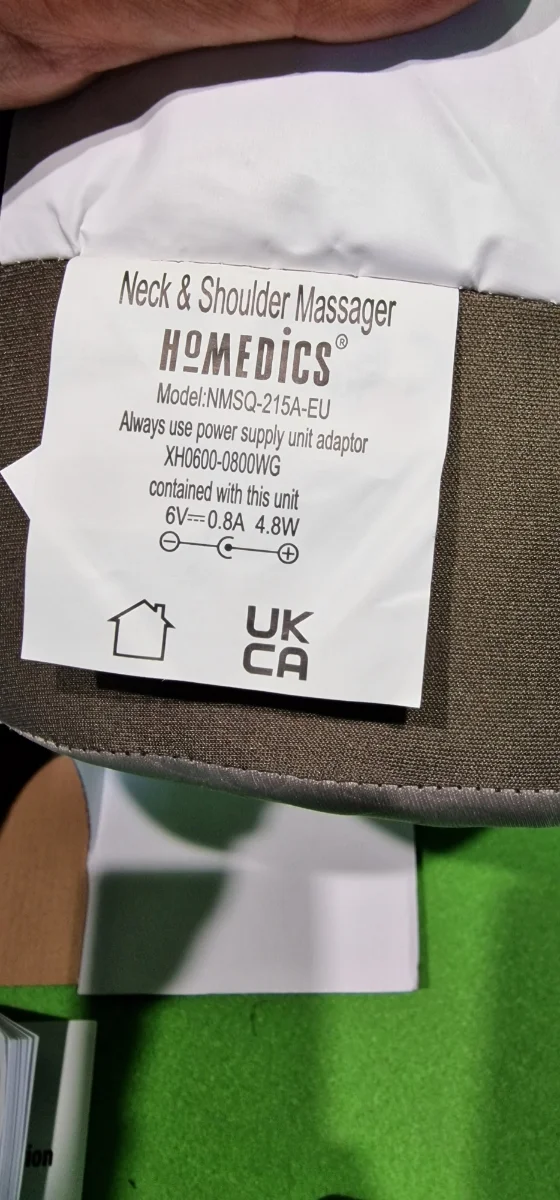 Neck & Shoulder Massager
HoMEDiCS®
Model:NMSQ-215A-EU
Always use power supply unit adaptor
XH0600-0800WG
contained with this unit
6V⎓0.8A 4.8W
UK
CA
ion